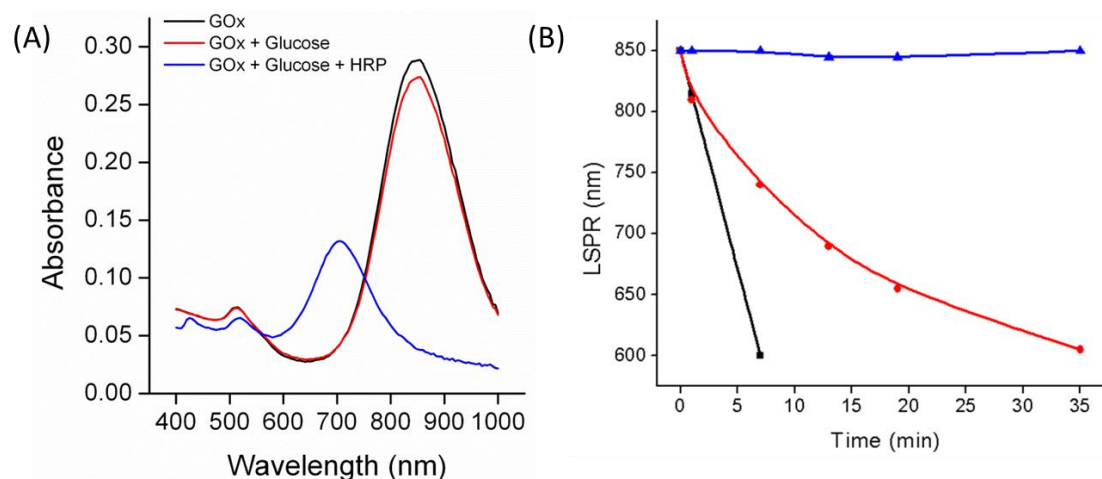 (A)
GOx
GOx + Glucose
GOx + Glucose + HRP
0.30
0.25
0.20
0.15
0.10
0.05
0.00
Absorbance
400 500 600 700 800 900 1000
Wavelength (nm)
(B)
850
800
750
700
650
600
LSPR (nm)
0 5 10 15 20 25 30 35
Time (min)